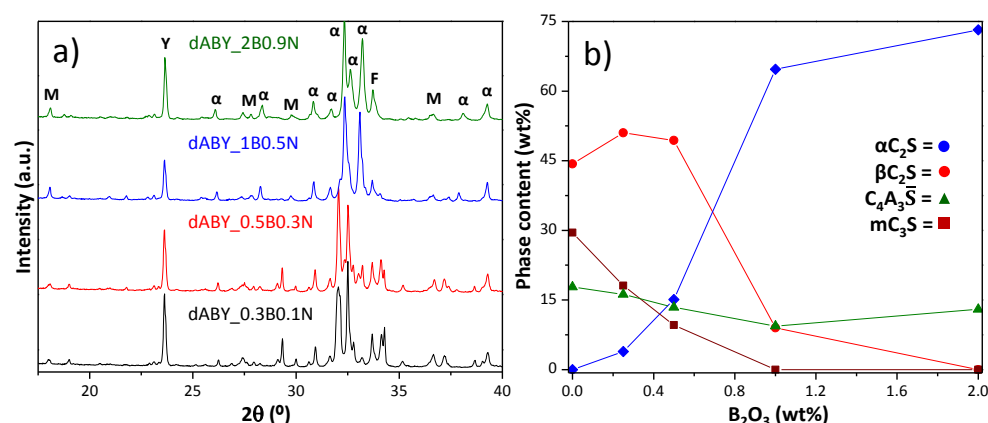 a)
dABY_2B0.9N
M
Y
α
M
α
M
α
α
α
α
α
F
M
α
α
dABY_1B0.5N
dABY_0.5B0.3N
dABY_0.3B0.1N
Intensity (a.u.)
20 25 30 35 40
2θ (⁰)
b)
75
60
45
30
15
0
Phase content (wt%)
αC₂S =
βC₂S =
C₄A₃S̅ =
mC₃S =
0.0 0.4 0.8 1.2 1.6 2.0
B₂O₃ (wt%)